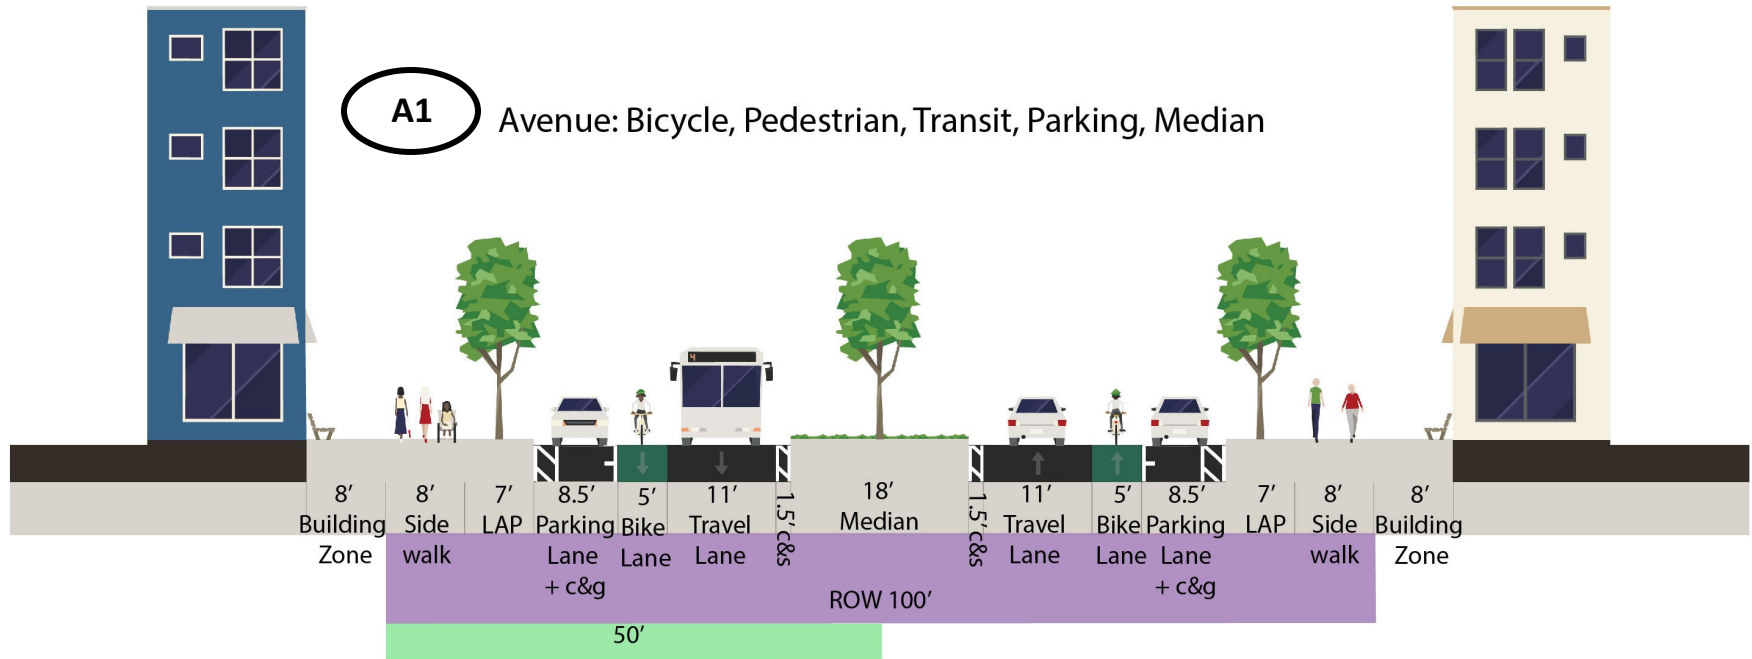 A1
Avenue: Bicycle, Pedestrian, Transit, Parking, Median
4
8’
Building
Zone
8’
Side
walk
7’
LAP
8.5’
Parking
Lane
+ c&g
5’
Bike
Lane
11’
Travel
Lane
1.5’ c&s
18’
Median
1.5’ c&s
11’
Travel
Lane
5’
Bike
Lane
8.5’
Parking
Lane
+ c&g
7’
LAP
8’
Side
walk
8’
Building
Zone
ROW 100’
50’